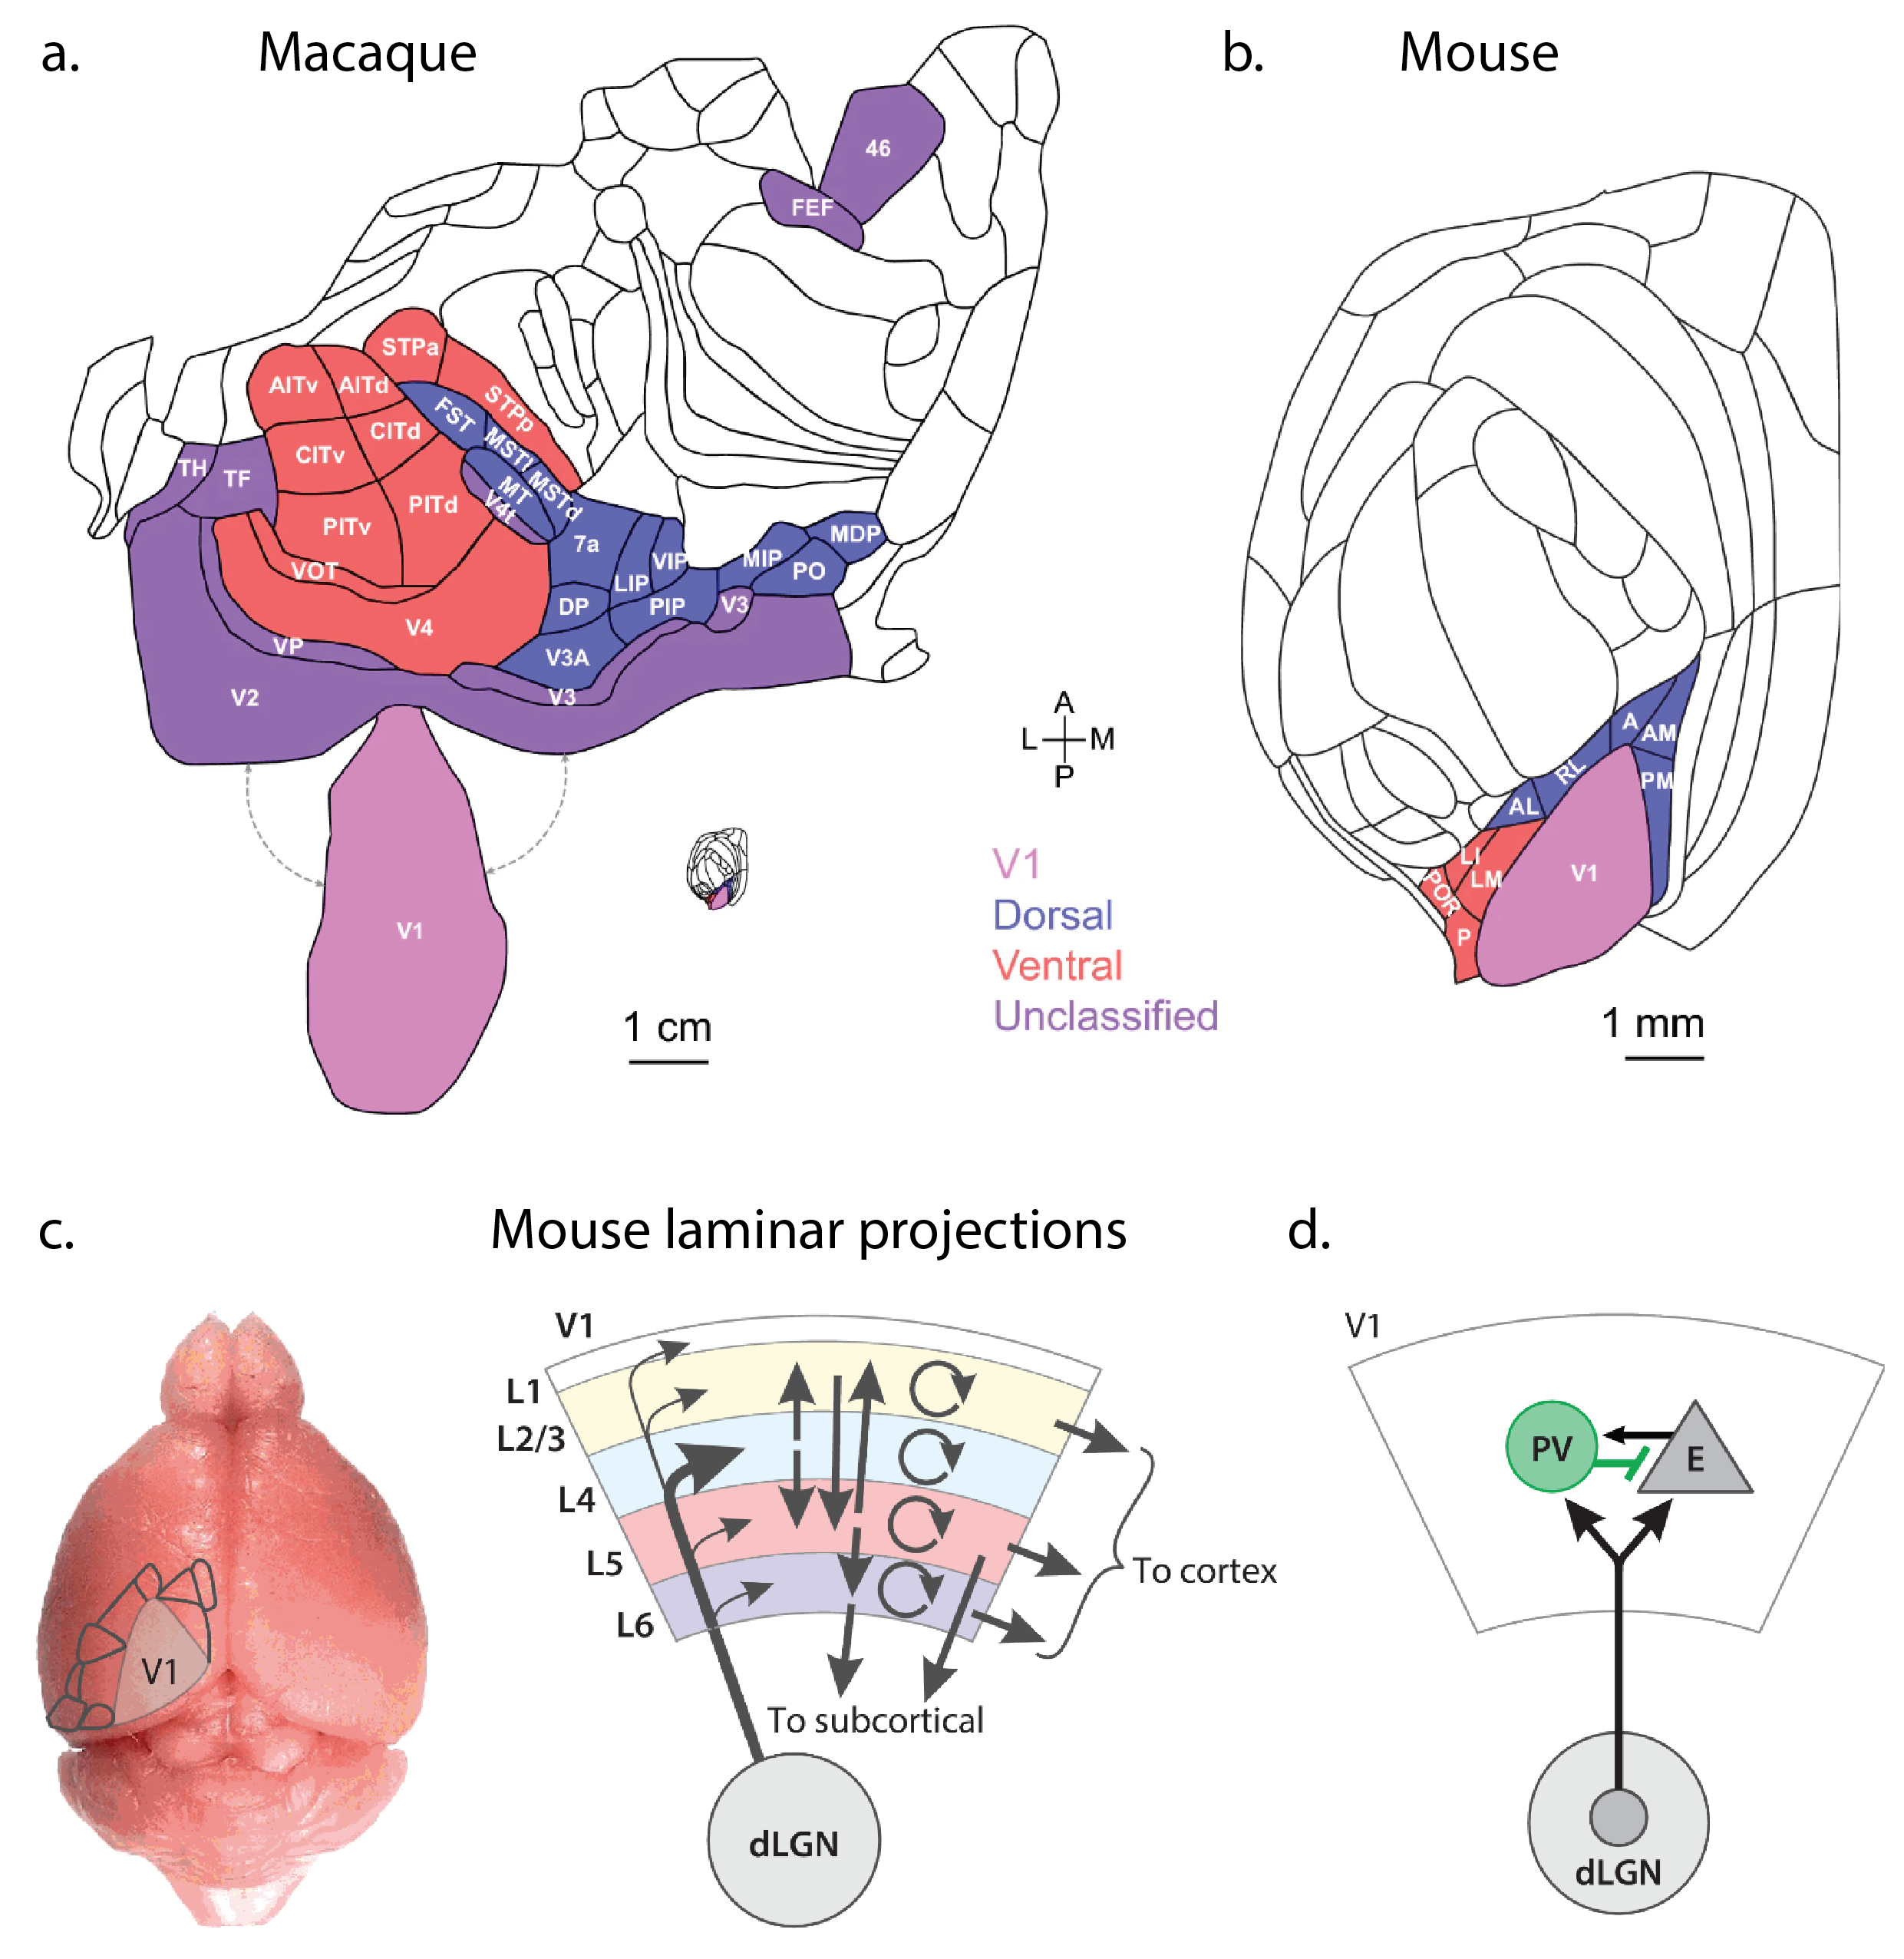 a.
Macaque
b.
Mouse
46
FEF
STPa
AITv
AITd
STPp
FST
CITd
MSTl
CITv
TH
TF
MSTd
MT
V4t
PITd
PITv
7a
VIP
MIP
MDP
VOT
LIP
PO
DP
PIP
V3
V4
VP
V3A
V2
V3
V1
A
L
M
P
V1
Dorsal
Ventral
Unclassified
1 cm
A
AM
RL
PM
AL
LI
LM
POR
V1
P
1 mm
c.
Mouse laminar projections
d.
V1
V1
L1
L2/3
L4
L5
L6
To cortex
To subcortical
dLGN
V1
PV
E
dLGN